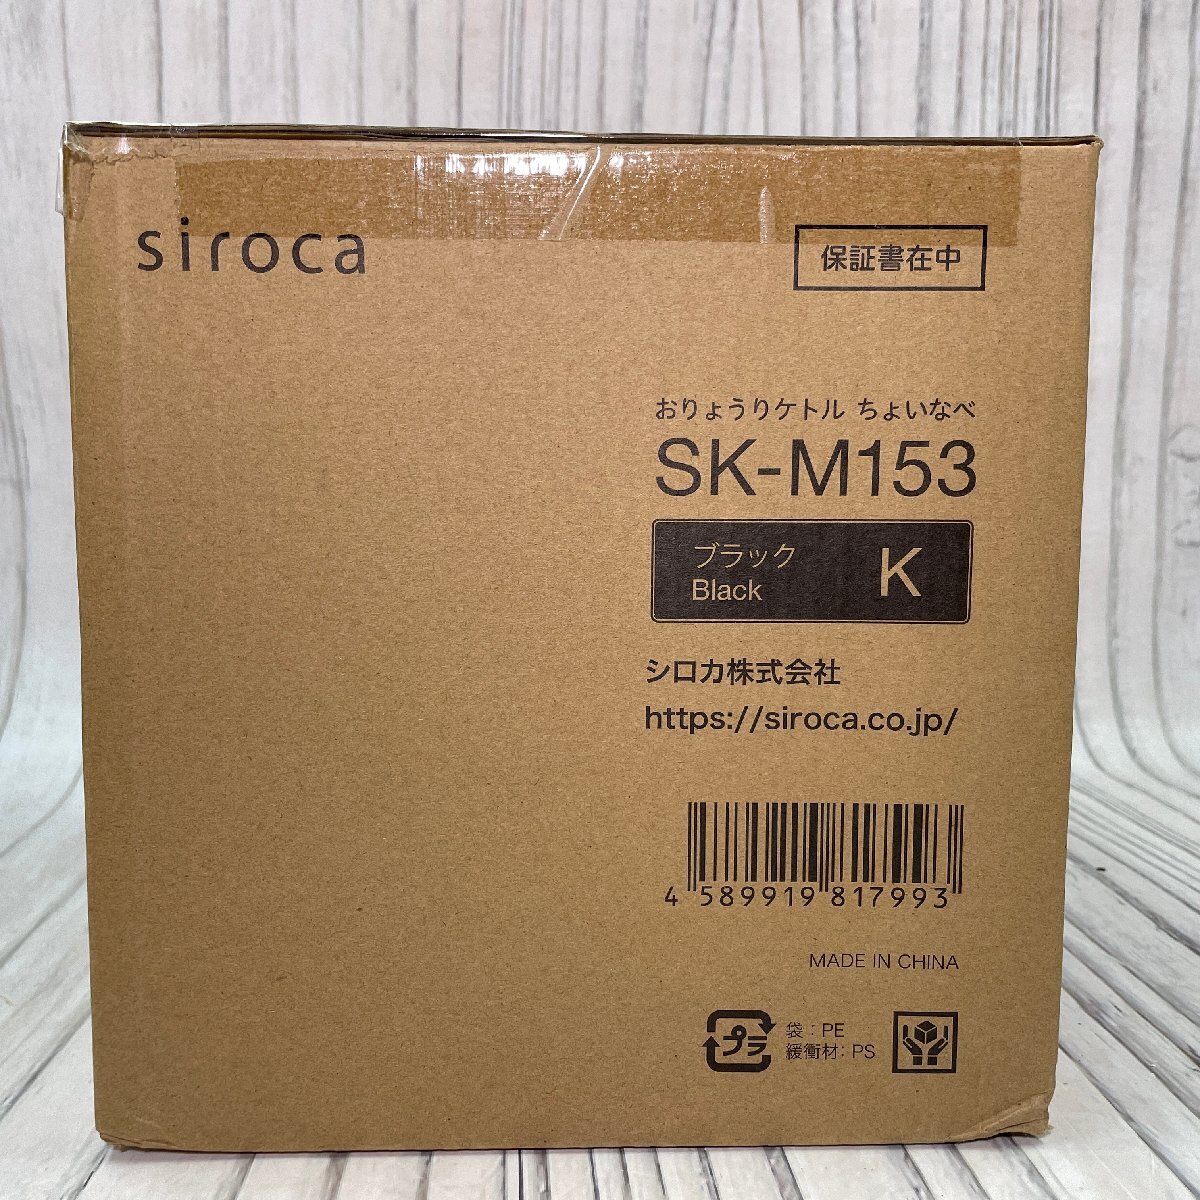 siroca
保証書在中
おりょうりケトル ちょいなべ
SK-M153
ブラック
Black
K
シロカ株式会社
https://siroca.co.jp/
4 589919 817993
MADE IN CHINA
プラ
袋：PE
緩衝材：PS